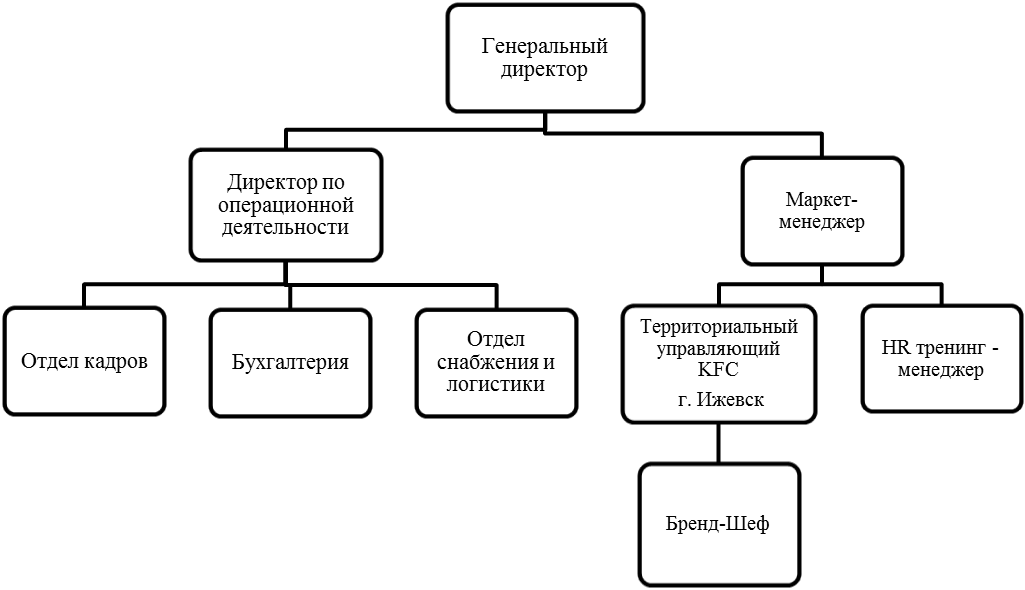 Генеральный
директор
Директор по
операционной
деятельности
Маркет-
менеджер
Отдел кадров
Бухгалтерия
Отдел
снабжения и
логистики
Территориальный
управляющий
KFC
г. Ижевск
HR тренинг -
менеджер
Бренд-Шеф